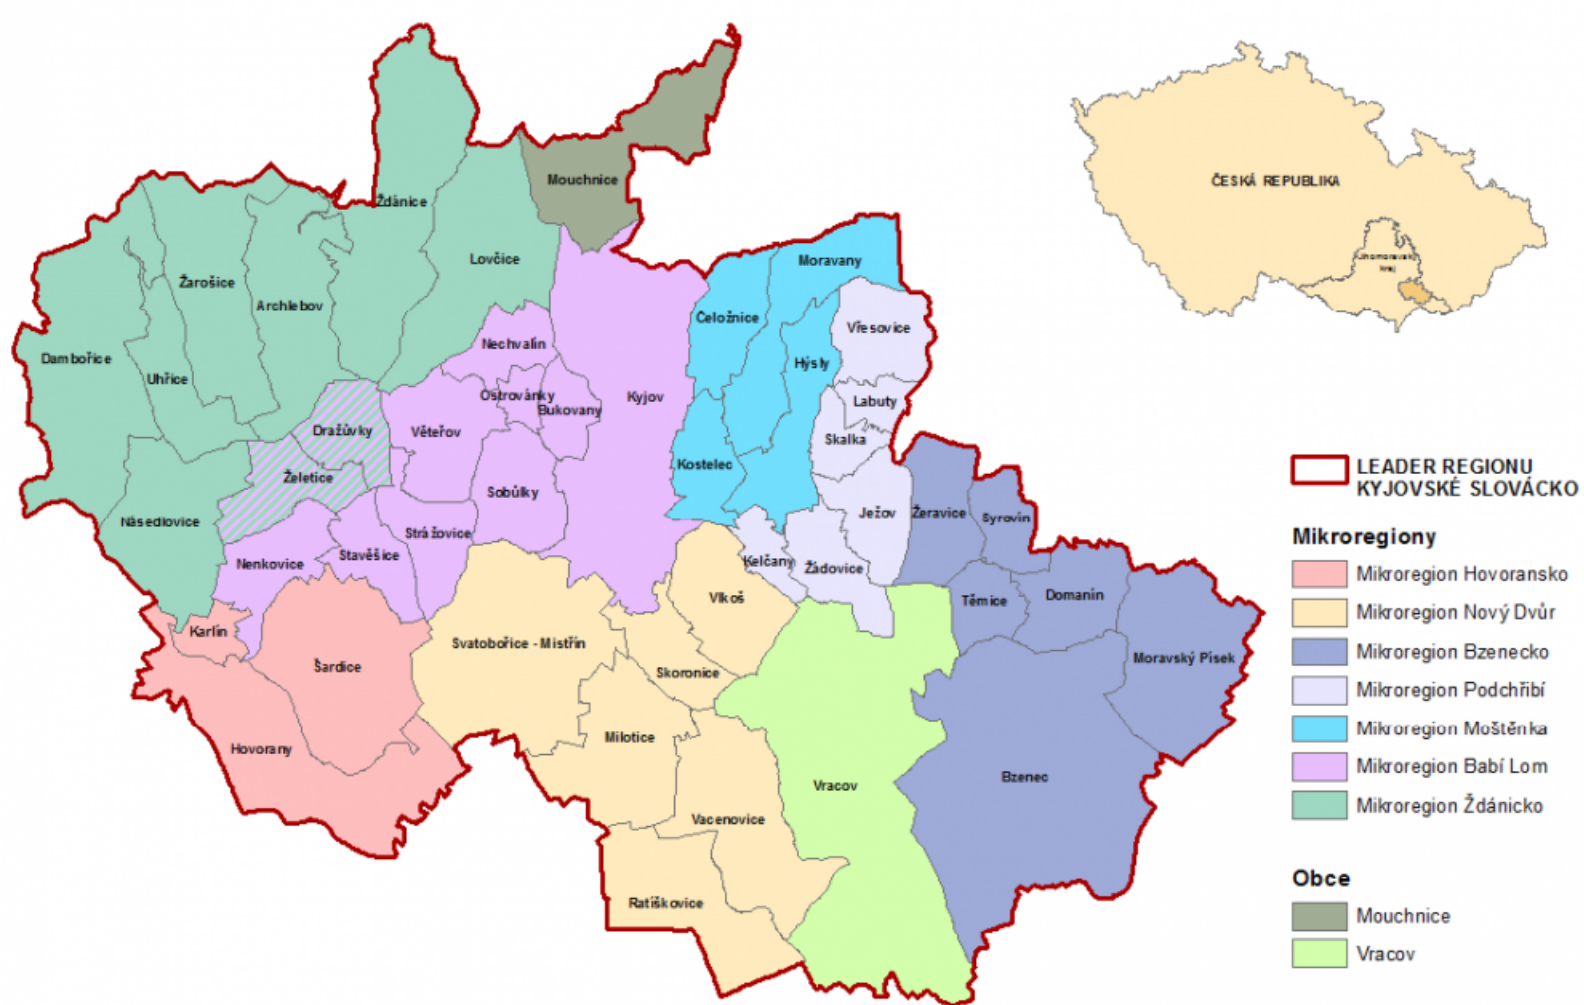 Mouchnice
Ždánice
ČESKÁ REPUBLIKA
Lovčice
Moravany
Jihomoravský
kraj
Žarošice
Archlebov
Čeložnice
Vřesovice
Nechvalín
Dambořice
Hýsly
Uhřice
Ostrovánky
Kyjov
Labuty
Bukovany
Dražůvky
Věteřov
Skalka
Kostelec
LEADER REGIONU
KYJOVSKÉ SLOVÁCKO
Želetice
Sobůlky
Násedlovice
Ježov
Žeravice
Syrovín
Strážovice
Mikroregiony
Nenkovice
Stavěšice
Kelčany
Žádovice
Mikroregion Hovoransko
Vlkoš
Těmice
Domanín
Mikroregion Nový Dvůr
Karlín
Svatobořice - Mistřín
Mikroregion Bzenecko
Šardice
Skoronice
Moravský Písek
Mikroregion Podchřibí
Hovorany
Milotice
Mikroregion Moštěnka
Bzenec
Mikroregion Babí Lom
Vracov
Mikroregion Ždánicko
Vacenovice
Obce
Ratíškovice
Mouchnice
Vracov